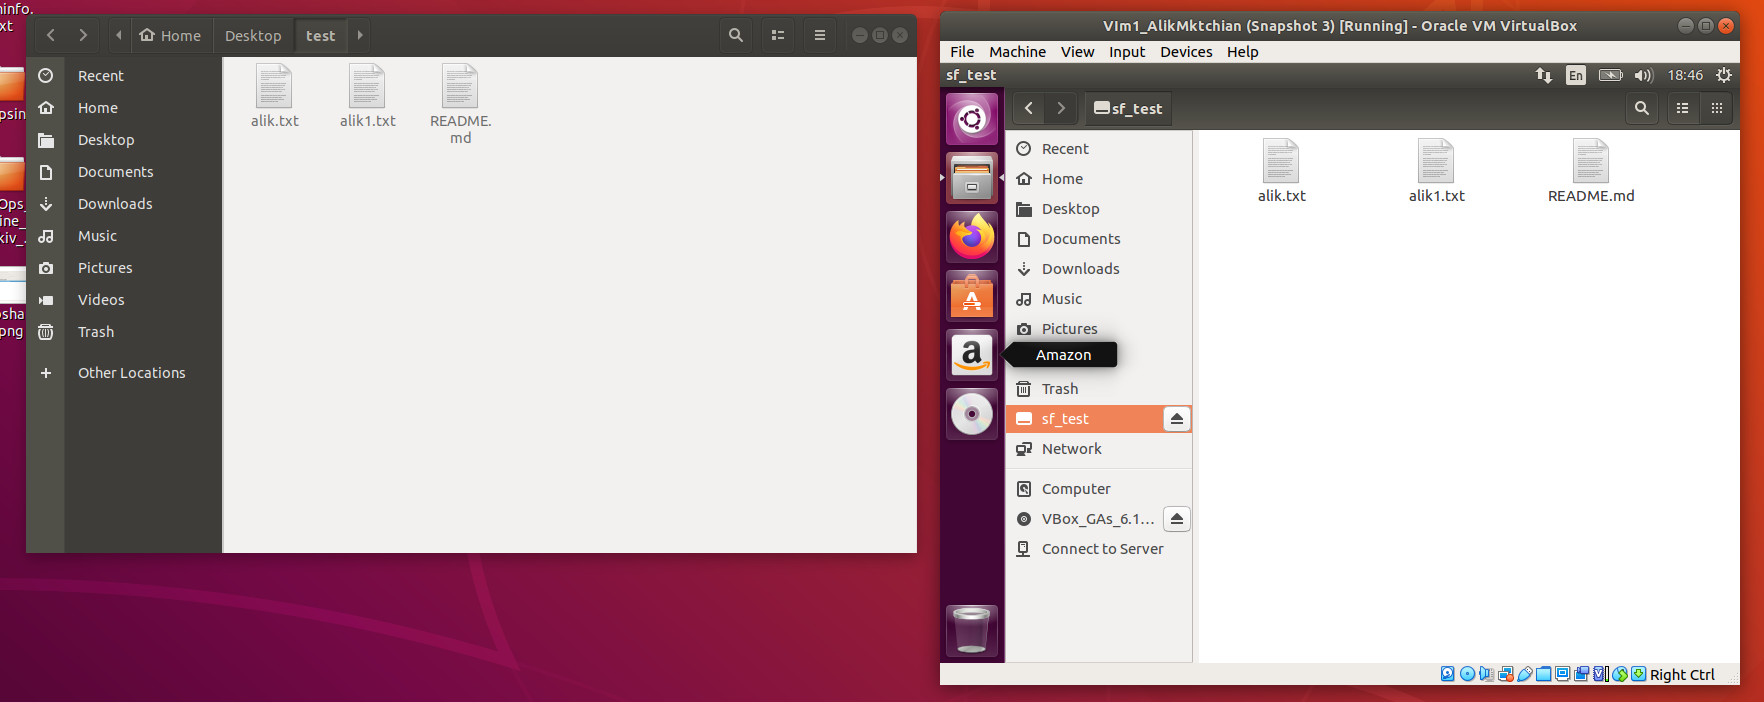 ninfo.
xt
psin
Ops_
ine_
kiv_..
osha
png
Home
Desktop
test
Recent
Home
Desktop
Documents
Downloads
Music
Pictures
Videos
Trash
Other Locations
alik.txt
alik1.txt
README.
md
VIm1_AlikMktchian (Snapshot 3) [Running] - Oracle VM VirtualBox
File Machine View Input Devices Help
sf_test
En
18:46
sf_test
Recent
Home
Desktop
Documents
Downloads
Music
Pictures
Amazon
Trash
sf_test
Network
Computer
VBox_GAs_6.1...
Connect to Server
alik.txt
alik1.txt
README.md
Right Ctrl